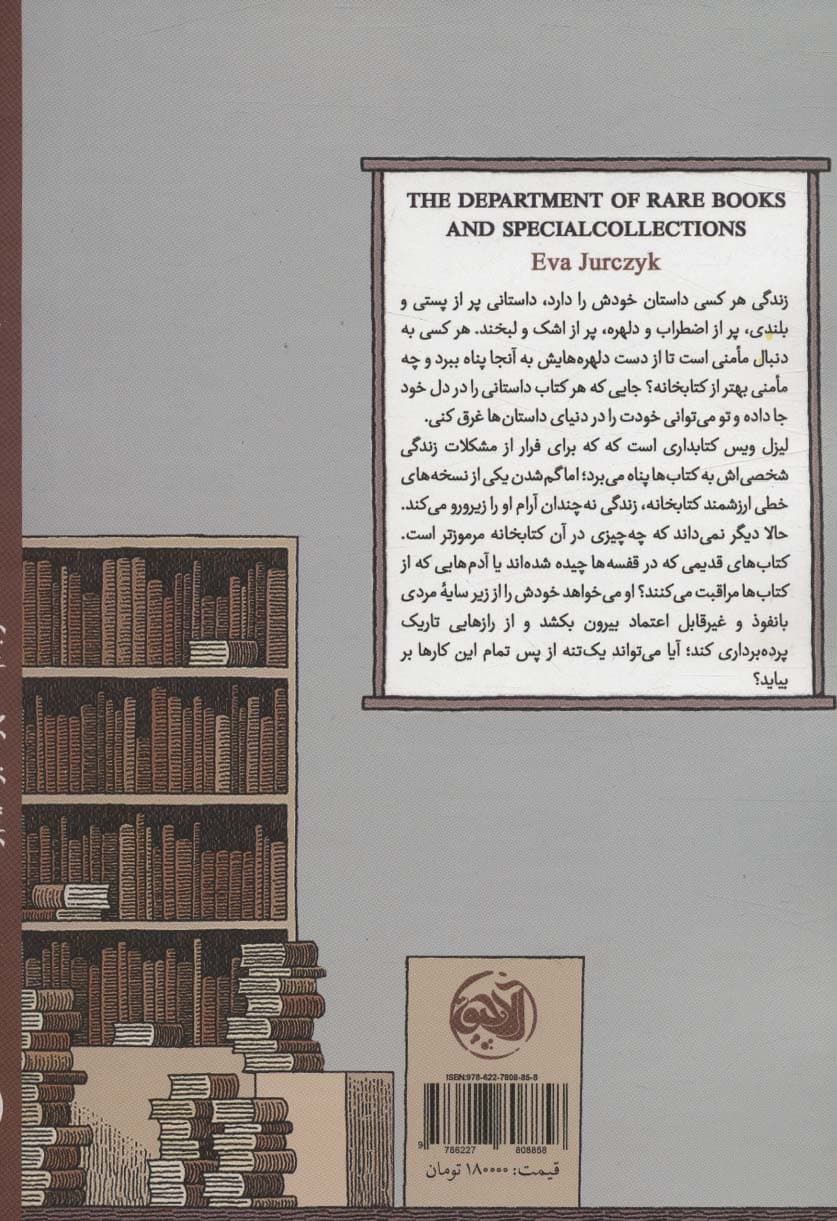 THE DEPARTMENT OF RARE BOOKS
AND SPECIALCOLLECTIONS
Eva Jurczyk
زندگی هر کسی داستان خودش را دارد، داستانی پر از پستی و
بلندی، پر از اضطراب و دلهره، پر از اشک و لبخند. هر کسی به
دنبال مأمنی است تا از دست دلهره‌هایش به آنجا پناه ببرد و چه
مأمنی بهتر از کتابخانه؟ جایی که هر کتاب داستانی را در دل خود
جا داده و تو می‌توانی خودت را در دنیای داستان‌ها غرق کنی.
لیزل ویس کتابداری است که که برای فرار از مشکلات زندگی
شخصی‌اش به کتاب‌ها پناه می‌برد؛ اما گم‌شدن یکی از نسخه‌های
خطی ارزشمند کتابخانه، زندگی نه‌چندان آرام او را زیرورو می‌کند.
حالا دیگر نمی‌داند که چه‌چیزی در آن کتابخانه مرموزتر است.
کتاب‌های قدیمی که در قفسه‌ها چیده شده‌اند یا آدم‌هایی که از
کتاب‌ها مراقبت می‌کنند؟ او می‌خواهد خودش را از زیر سایهٔ مردی
بانفوذ و غیرقابل اعتماد بیرون بکشد و از رازهایی تاریک
پرده‌برداری کند؛ آیا می‌تواند یک‌تنه از پس تمام این کارها بر
بیاید؟
ISBN:978-622-7808-85-8
9 786227 808858
قیمت: ۱۸۰۰۰۰ تومان